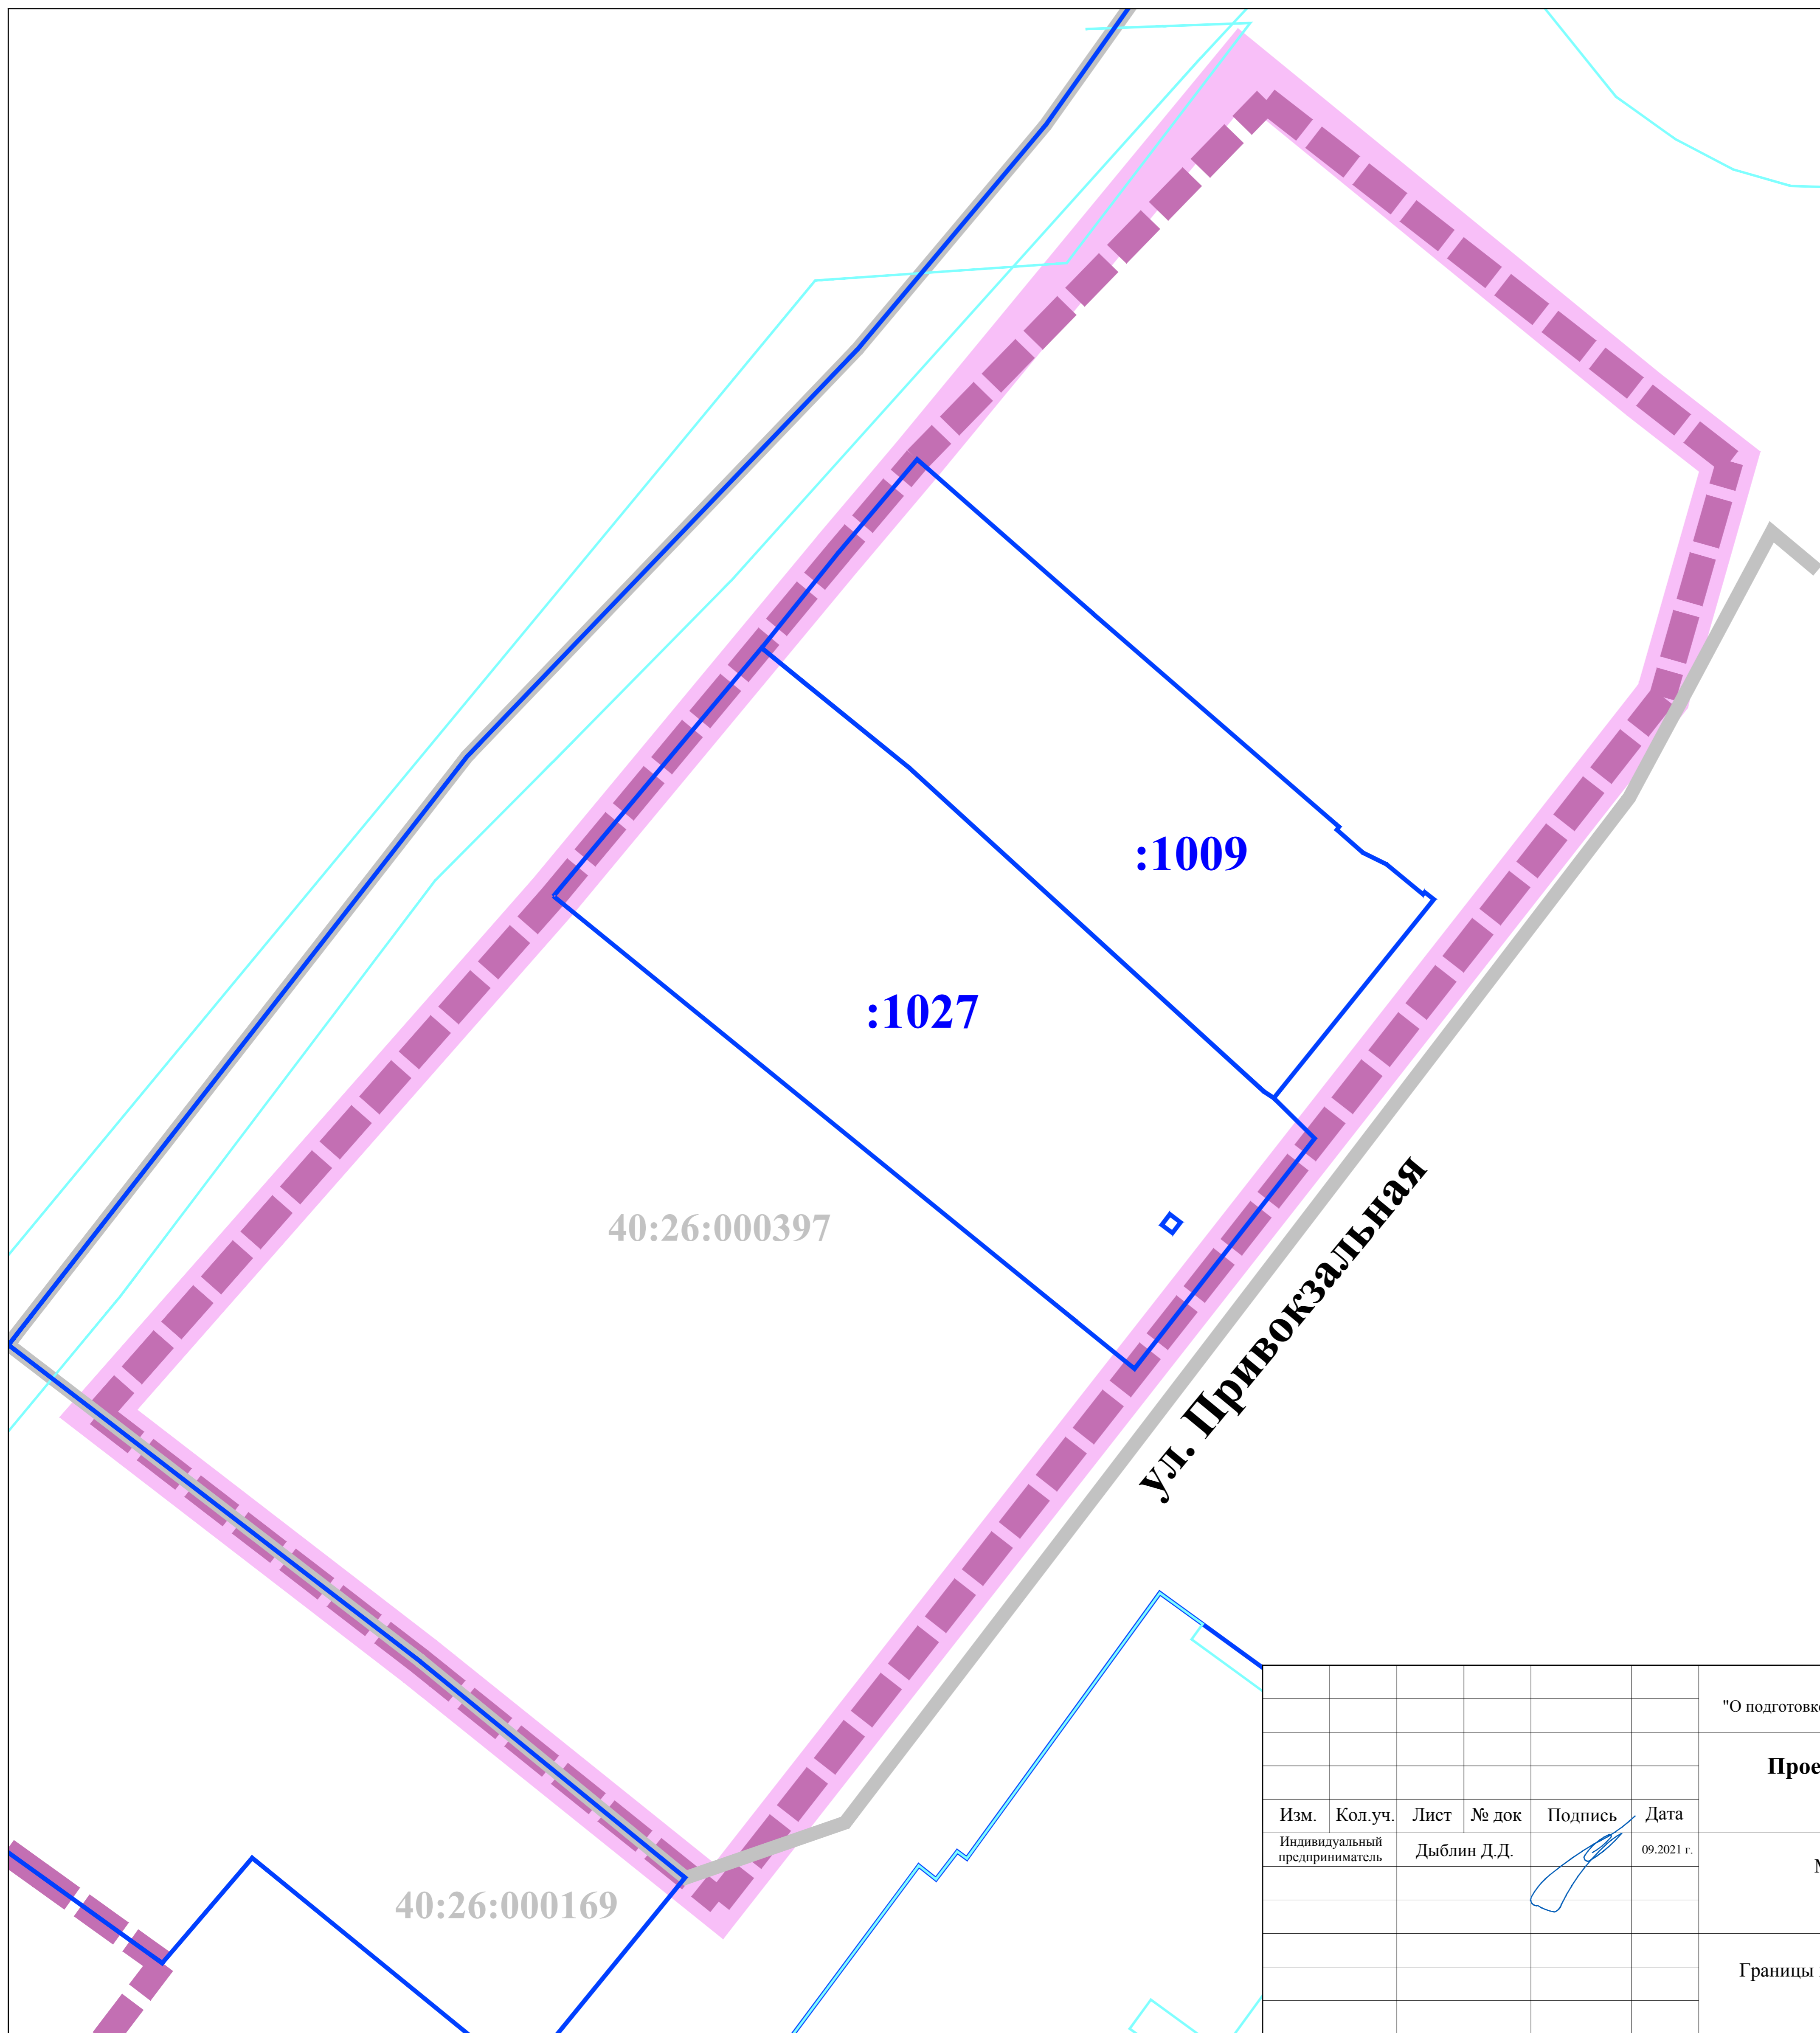 :1009
:1027
40:26:000397
ул. Привокзальная
40:26:000169
"О подготовк
Прое
Изм. Кол.уч. Лист № док Подпись Дата
Индивидуальный
предприниматель
Дыблин Д.Д.
09.2021 г.
Границы